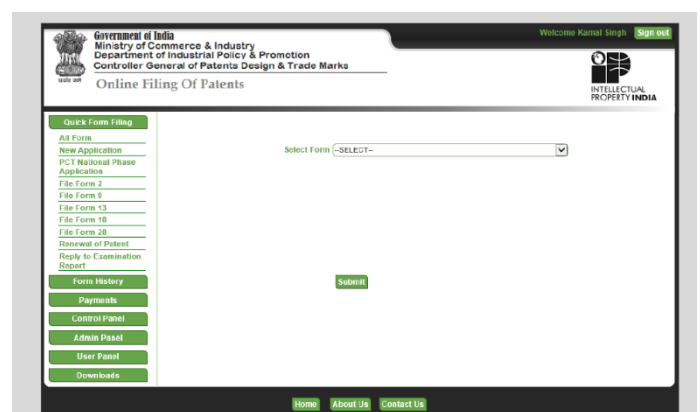 Government of India
Ministry of Commerce & Industry
Department of Industrial Policy & Promotion
Controller General of Patents Design & Trade Marks
Online Filing Of Patents
Welcome Kamal Singh Sign out
INTELLECTUAL
PROPERTY INDIA
Quick Form Filing
All Form
New Application
PCT National Phase
Application
File Form 2
File Form 9
File Form 13
File Form 18
File Form 28
Renewal of Patent
Reply to Examination
Report
Form History
Payments
Control Panel
Admin Panel
User Panel
Downloads
Select Form --SELECT--
Submit
Home About Us Contact Us